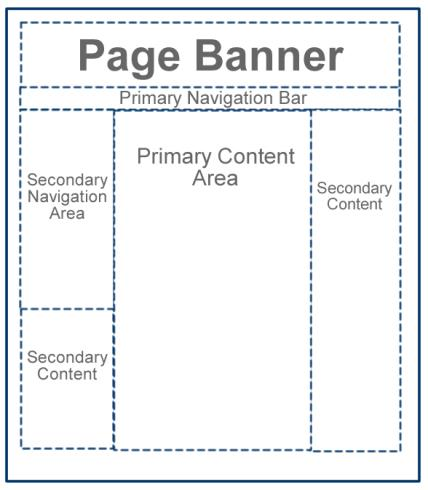 Page Banner
Primary Navigation Bar
Primary Content
Area
Secondary
Navigation
Area
Secondary
Content
Secondary
Content